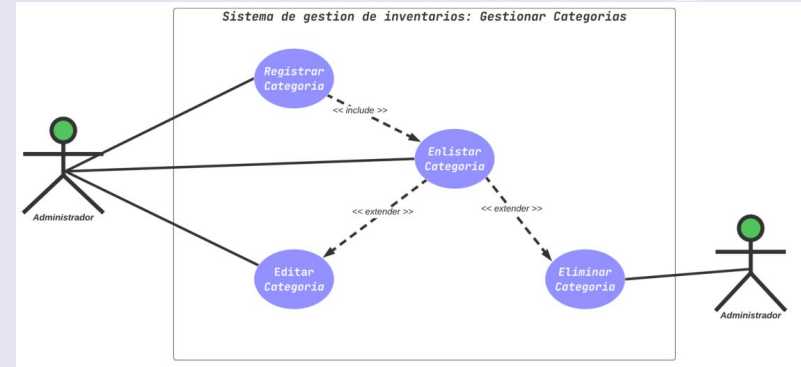 Sistema de gestion de inventarios: Gestionar Categorias
Registrar
Categoria
<< include >>
Enlistar
Categoria
<< extender >>
<< extender >>
Administrador
Editar
Categoria
Eliminar
Categoria
Administrador